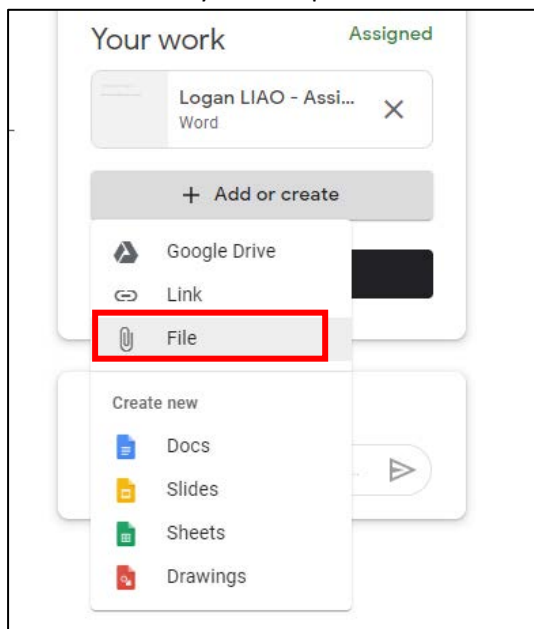 Your work
Assigned
Logan LIAO - Assi...
Word
+ Add or create
Google Drive
Link
File
Create new
Docs
Slides
Sheets
Drawings